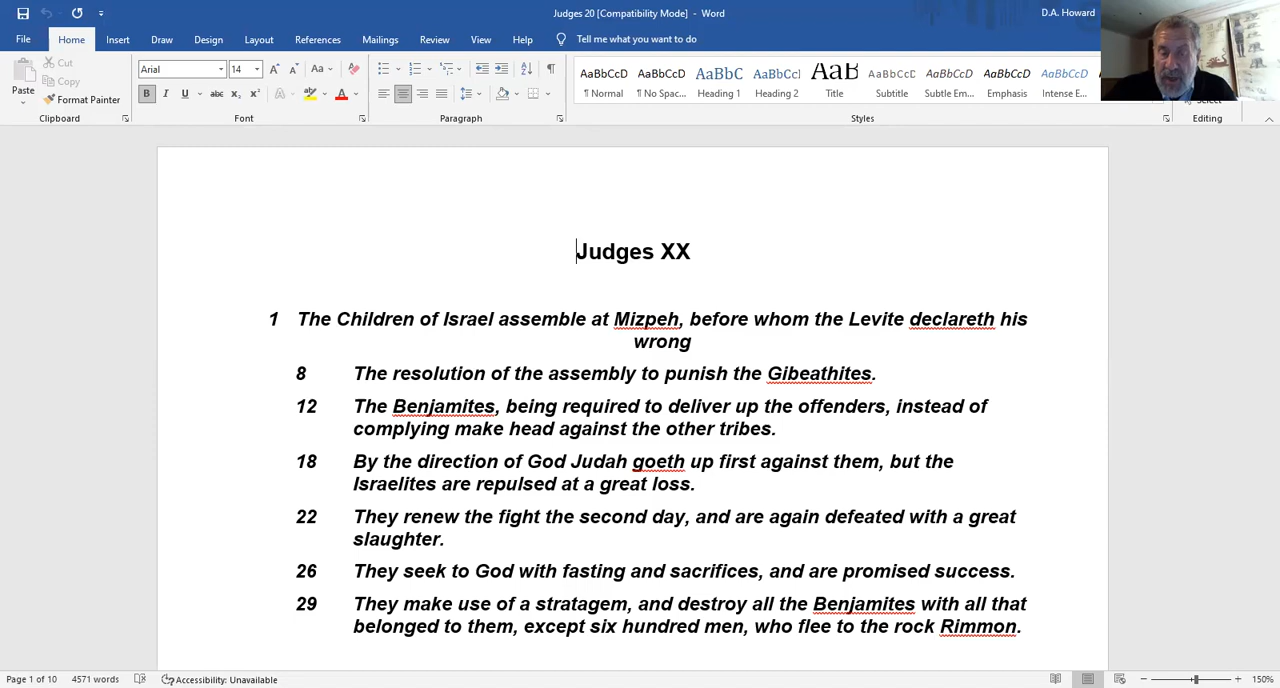 Judges 20 [Compatibility Mode] - Word
D.A. Howard
File Home Insert Draw Design Layout References Mailings Review View Help Tell me what you want to do
Paste
Cut
Copy
Format Painter
Clipboard
Arial 14
Aa
B I U abc x₂ x² A A
Font
Paragraph
AaBbCcD AaBbCcD AaBbC AaBbCcI AaB AaBbCcD AaBbCcD AaBbCcD AaBbCcD
¶ Normal ¶ No Spac... Heading 1 Heading 2 Title Subtitle Subtle Em... Emphasis Intense E...
Styles
Select
Editing
Judges XX
1 The Children of Israel assemble at Mizpeh, before whom the Levite declareth his
wrong
8 The resolution of the assembly to punish the Gibeathites.
12 The Benjamites, being required to deliver up the offenders, instead of
complying make head against the other tribes.
18 By the direction of God Judah goeth up first against them, but the
Israelites are repulsed at a great loss.
22 They renew the fight the second day, and are again defeated with a great
slaughter.
26 They seek to God with fasting and sacrifices, and are promised success.
29 They make use of a stratagem, and destroy all the Benjamites with all that
belonged to them, except six hundred men, who flee to the rock Rimmon.
Page 1 of 10 4571 words Accessibility: Unavailable 150%